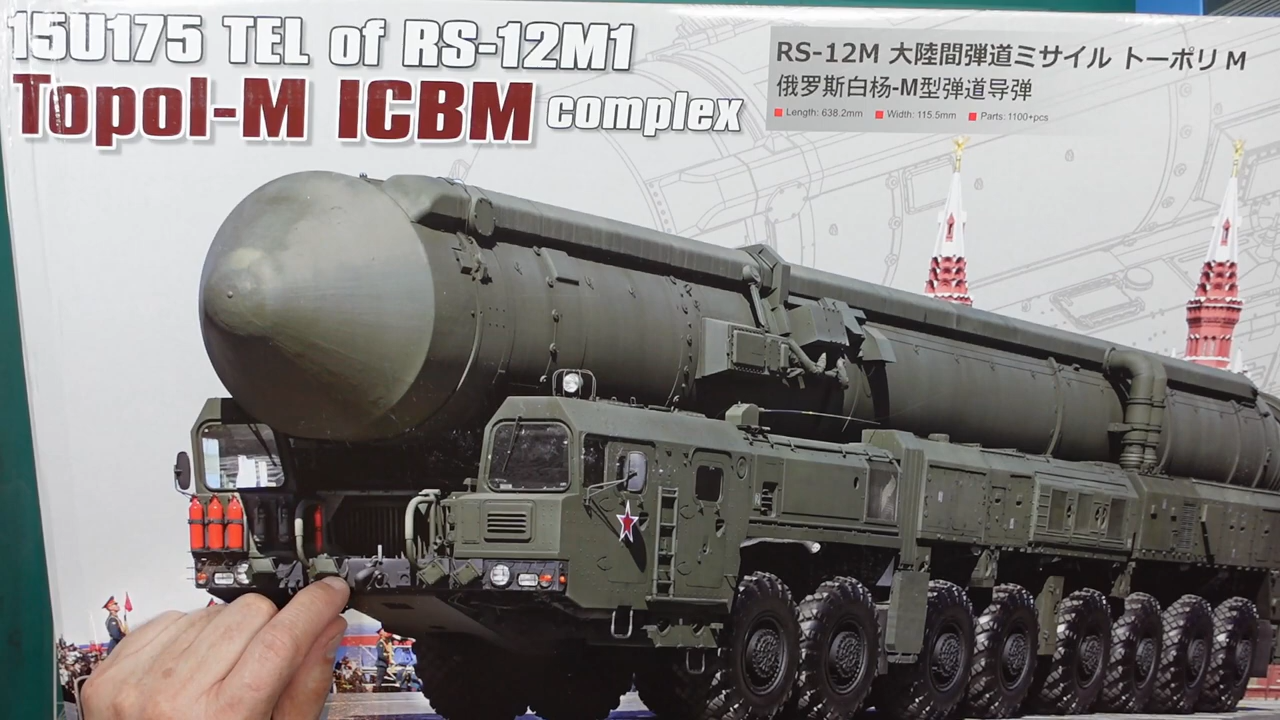 15U175 TEL of RS-12M1
Topol-M ICBM complex
RS-12M 大陸間弾道ミサイル トーポリ M
俄罗斯白杨-M型弹道导弹
Length: 638.2mm Width: 115.5mm Parts: 1100+pcs